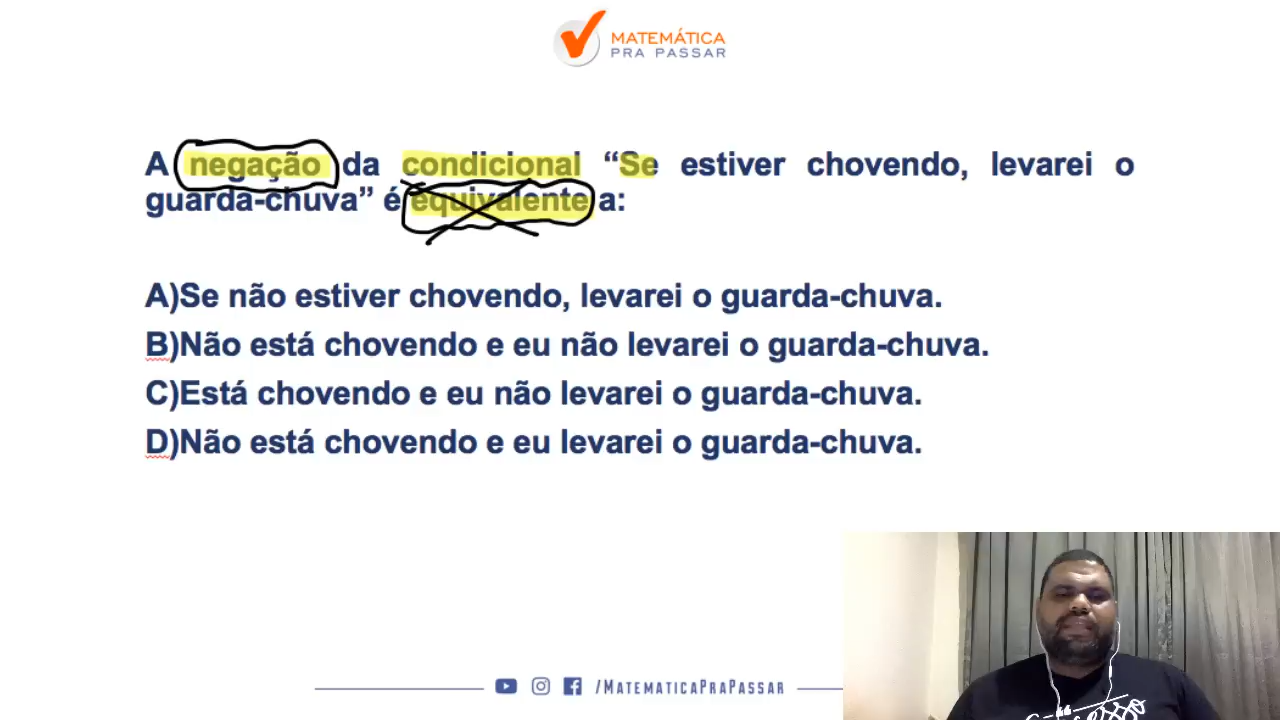 MATEMÁTICA
PRA PASSAR
A negação da condicional “Se estiver chovendo, levarei o
guarda-chuva” é equivalente a:
A)Se não estiver chovendo, levarei o guarda-chuva.
B)Não está chovendo e eu não levarei o guarda-chuva.
C)Está chovendo e eu não levarei o guarda-chuva.
D)Não está chovendo e eu levarei o guarda-chuva.
/MATEMATICAPRAPASSAR